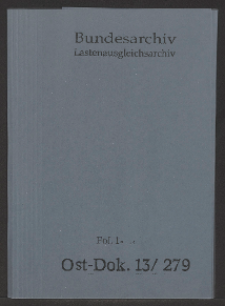 Bundesarchiv
Lastenausgleichsarchiv
Fol. 1-
Ost-Dok. 13/ 279